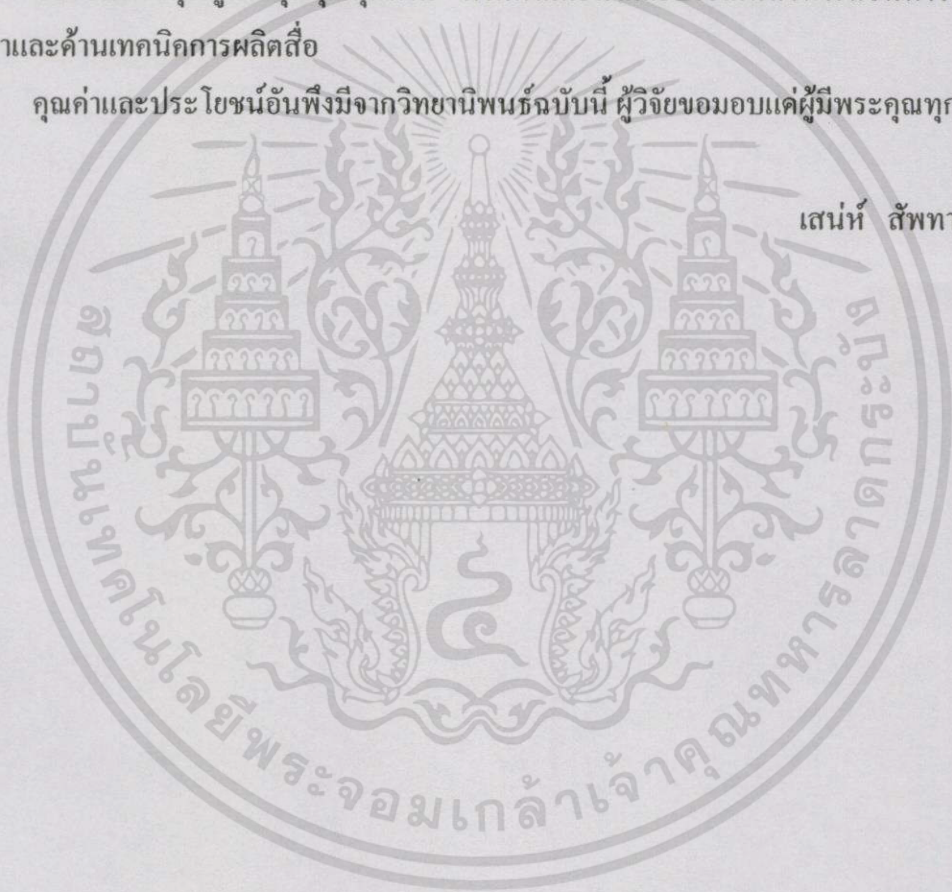 และด้านเทคนิคการผลิตสื่อ
คุณค่าและประโยชน์อันพึงมีจากวิทยานิพนธ์ฉบับนี้ ผู้วิจัยขอมอบแด่ผู้มีพระคุณทุก
เสน่ห์ สัพทา
สถาบันเทคโนโลยีพระจอมเกล้าเจ้าคุณทหารลาดกระบัง
๔